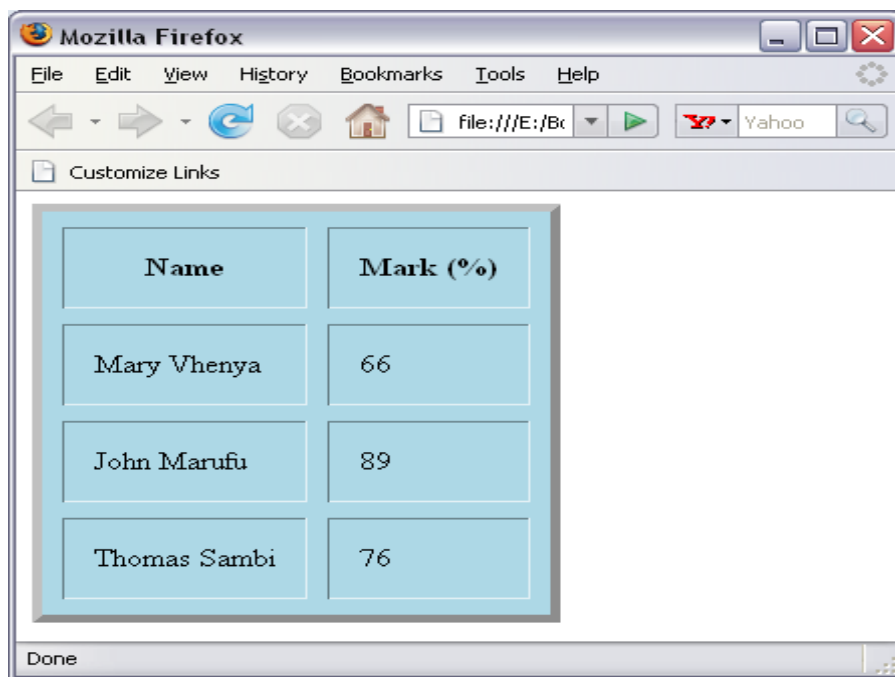 Mozilla Firefox
File Edit View History Bookmarks Tools Help
file:///E:/Bc Y? Yahoo
Customize Links
Name Mark (%)
Mary Vhenya 66
John Marufu 89
Thomas Sambi 76
Done